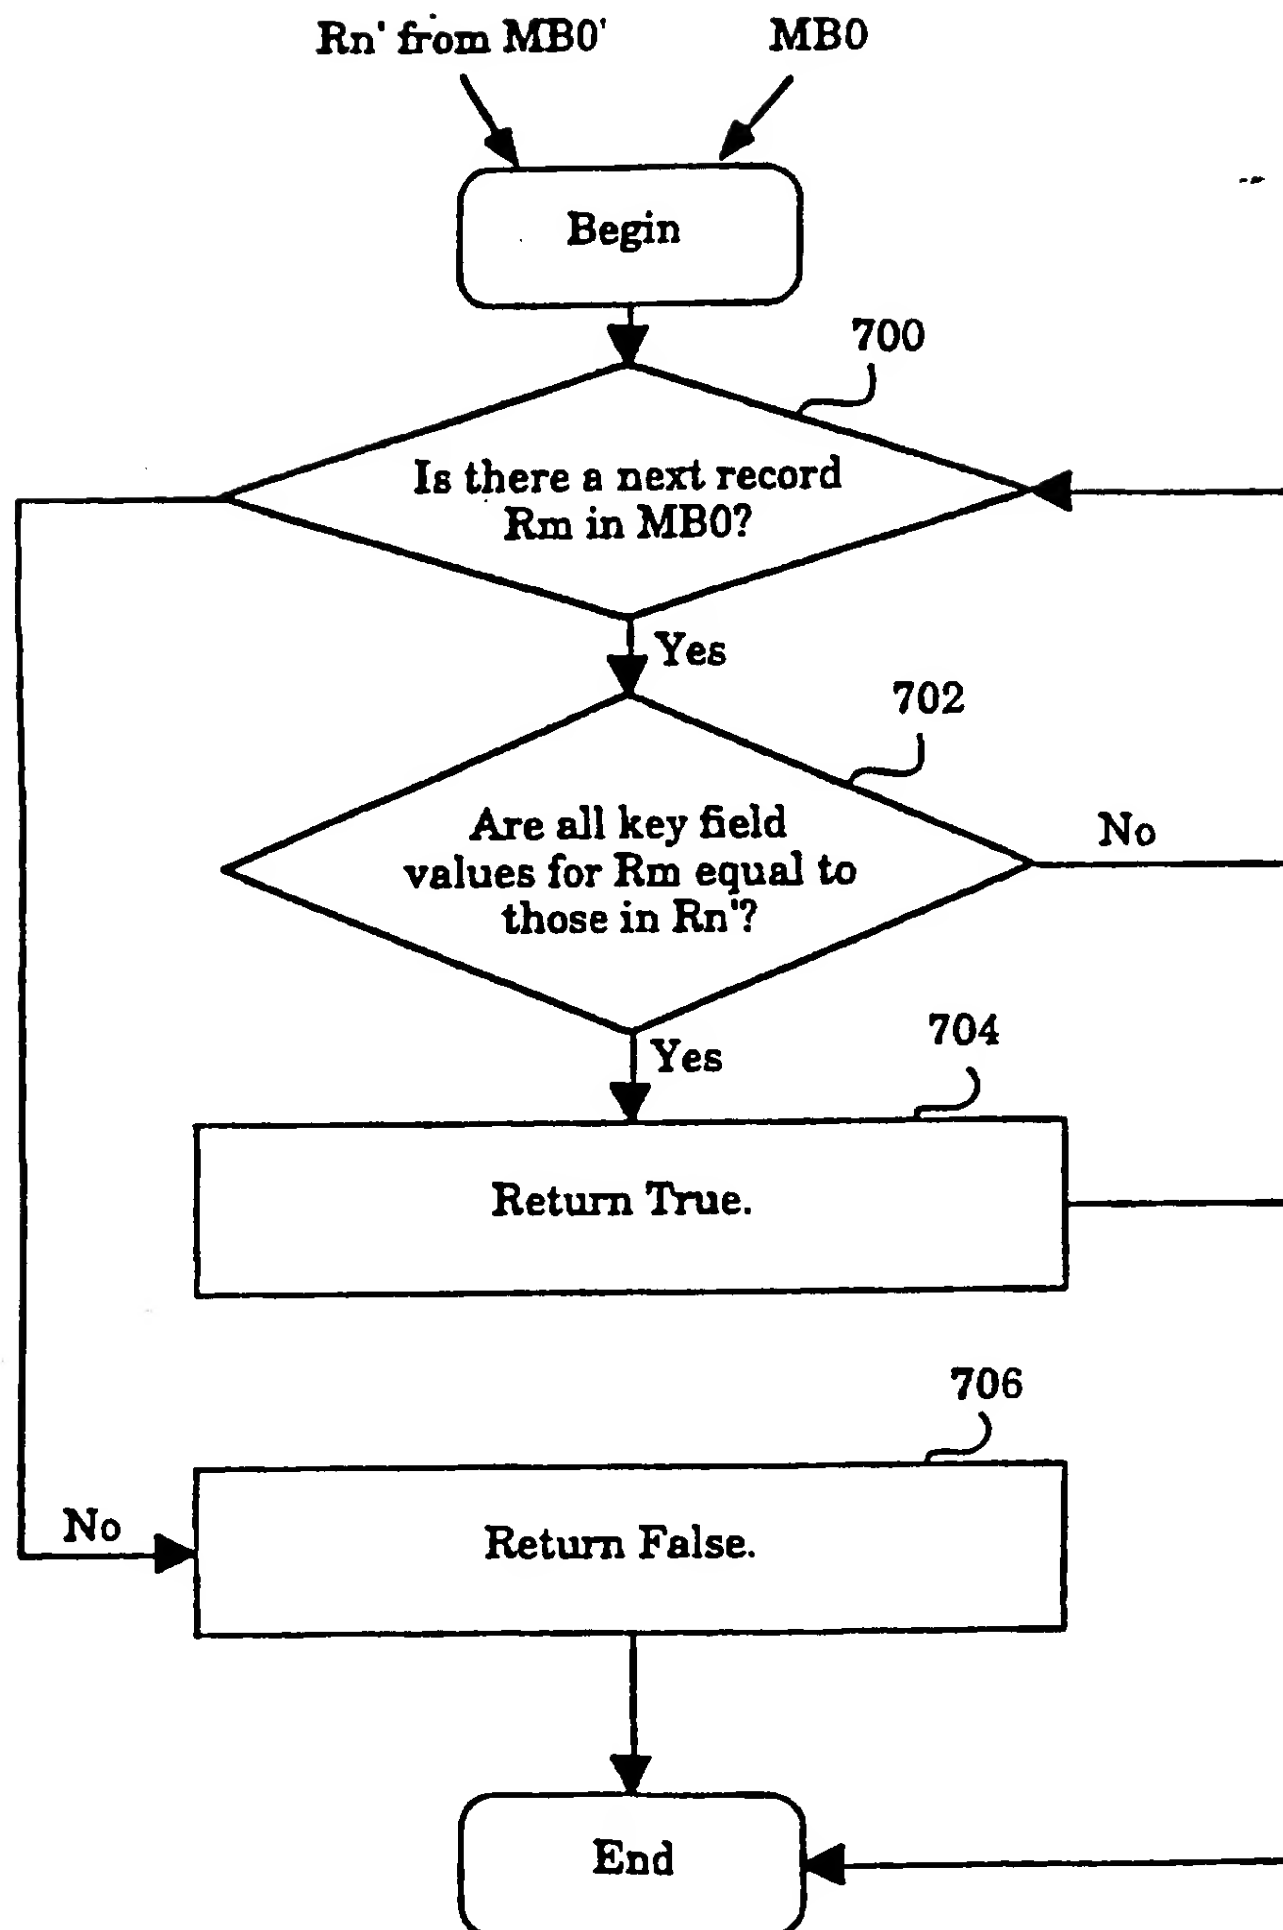 Rn' from MB0'
MB0
Begin
700
Is there a next record
Rm in MB0?
Yes
702
Are all key field
values for Rm equal to
those in Rn'?
No
Yes
704
Return True.
706
No
Return False.
End